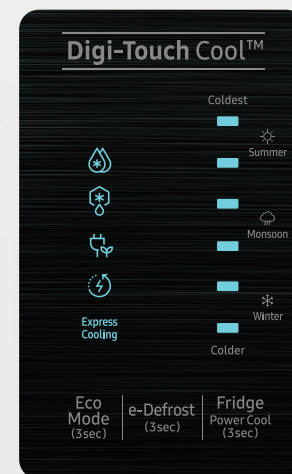 Digi-Touch Cool™
Coldest
Summer
Monsoon
Winter
Express
Cooling
Colder
Eco
Mode
(3sec)
e-Defrost
(3sec)
Fridge
Power Cool
(3sec)